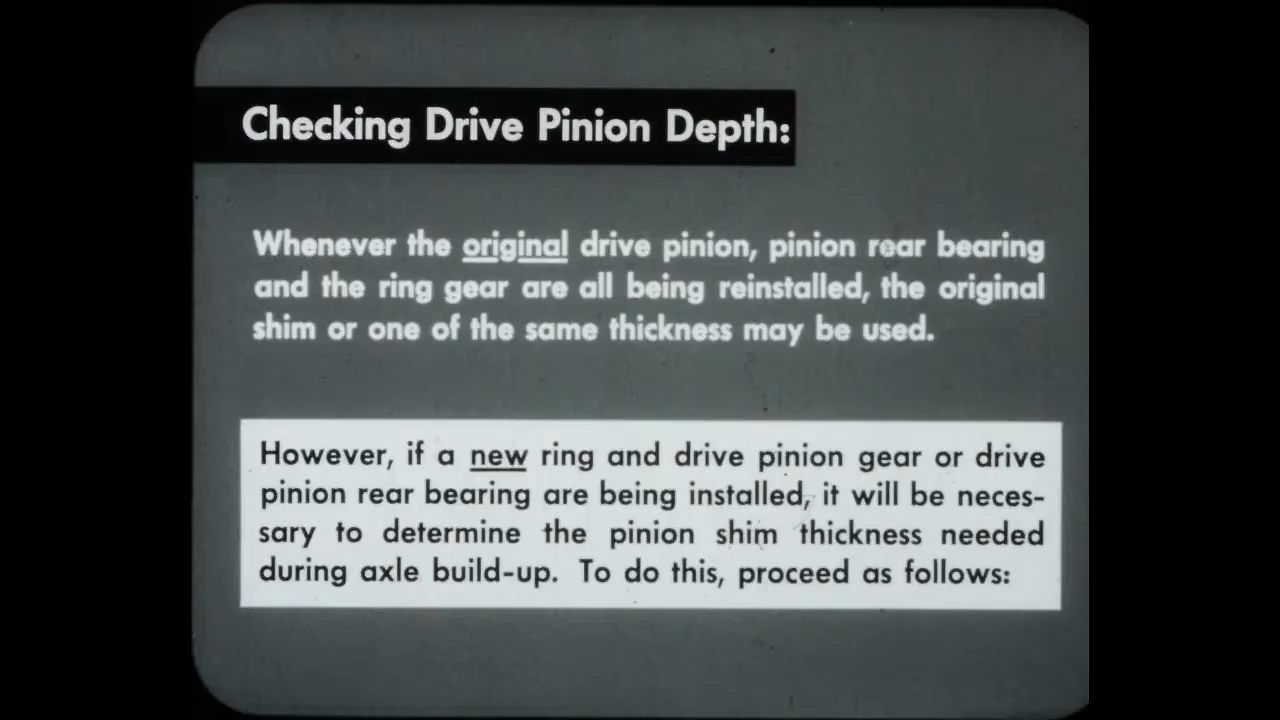 Checking Drive Pinion Depth:
Whenever the original drive pinion, pinion rear bearing
and the ring gear are all being reinstalled, the original
shim or one of the same thickness may be used.
However, if a new ring and drive pinion gear or drive
pinion rear bearing are being installed, it will be neces-
sary to determine the pinion shim thickness needed
during axle build-up. To do this, proceed as follows: